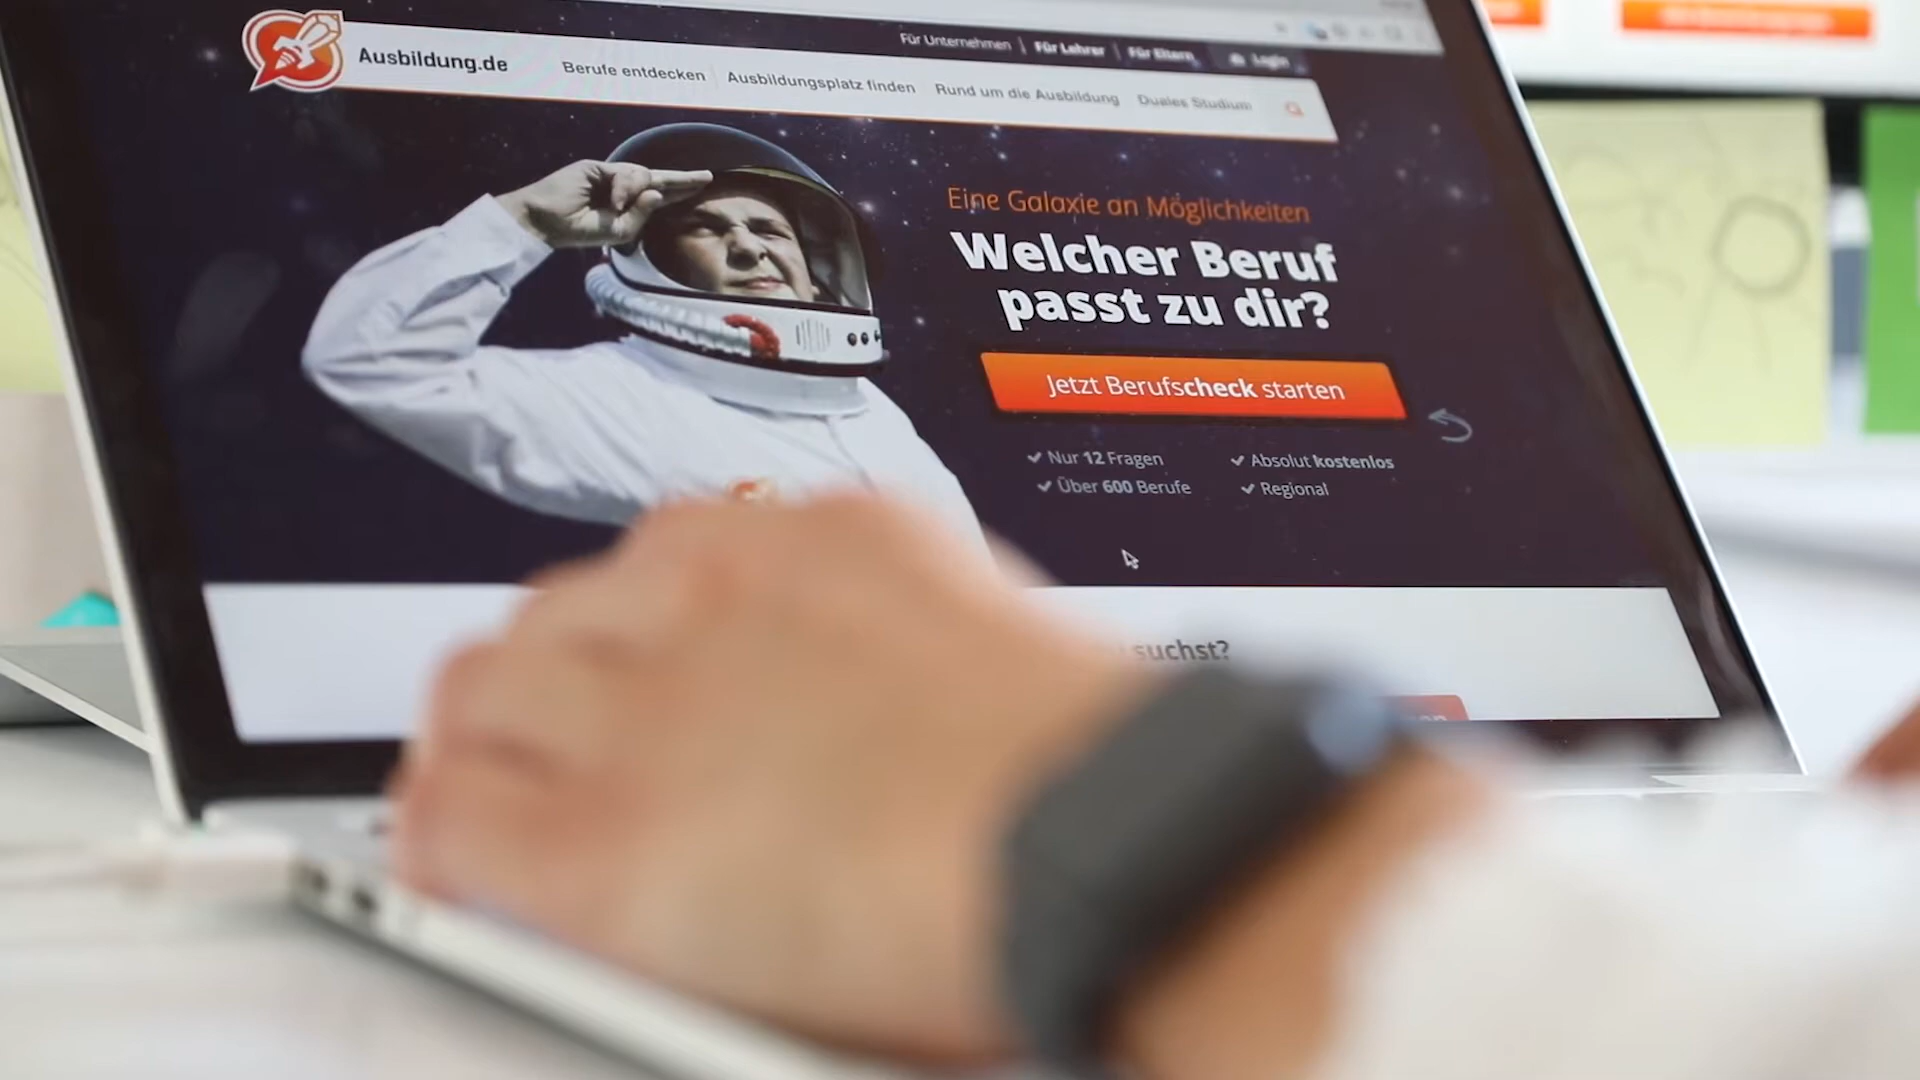 Für Unternehmen | Für Lehrer | Für Eltern Login
Ausbildung.de Berufe entdecken Ausbildungsplatz finden Rund um die Ausbildung Duales Studium
Eine Galaxie an Möglichkeiten
Welcher Beruf
passt zu dir?
Jetzt Berufscheck starten
Nur 12 Fragen Absolut kostenlos
Über 600 Berufe Regional
suchst?